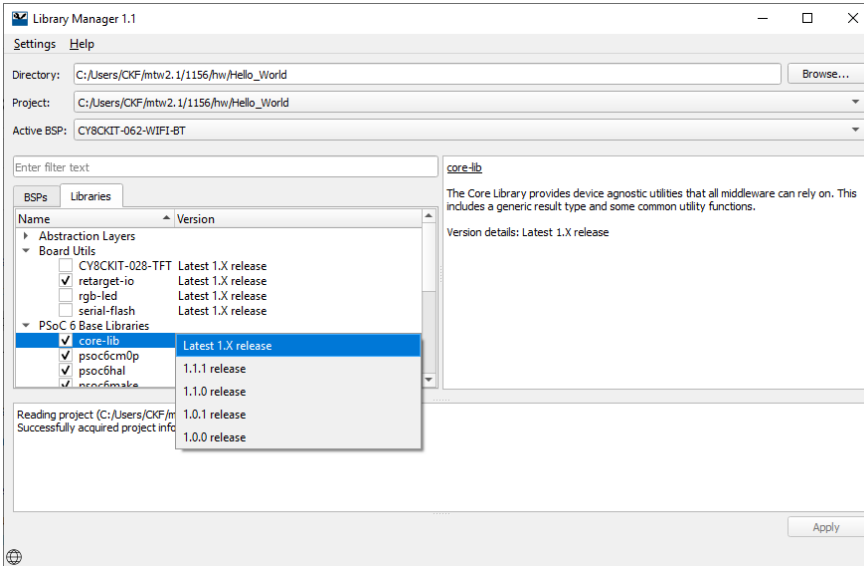 Library Manager 1.1
Settings Help
Directory: C:/Users/CKF/mtw2.1/1156/hw/Hello_World Browse...
Project: C:/Users/CKF/mtw2.1/1156/hw/Hello_World
Active BSP: CY8CKIT-062-WIFI-BT
Enter filter text
BSPs Libraries
Name Version
Abstraction Layers
Board Utils
CY8CKIT-028-TFT Latest 1.X release
retarget-io Latest 1.X release
rgb-led Latest 1.X release
serial-flash Latest 1.X release
PSoC 6 Base Libraries
core-lib Latest 1.X release
psoc6cm0p 1.1.1 release
psoc6hal 1.1.0 release
psoc6make 1.0.1 release
1.0.0 release
core-lib
The Core Library provides device agnostic utilities that all middleware can rely on. This
includes a generic result type and some common utility functions.
Version details: Latest 1.X release
Reading project (C:/Users/CKF/m
Successfully acquired project info
Apply